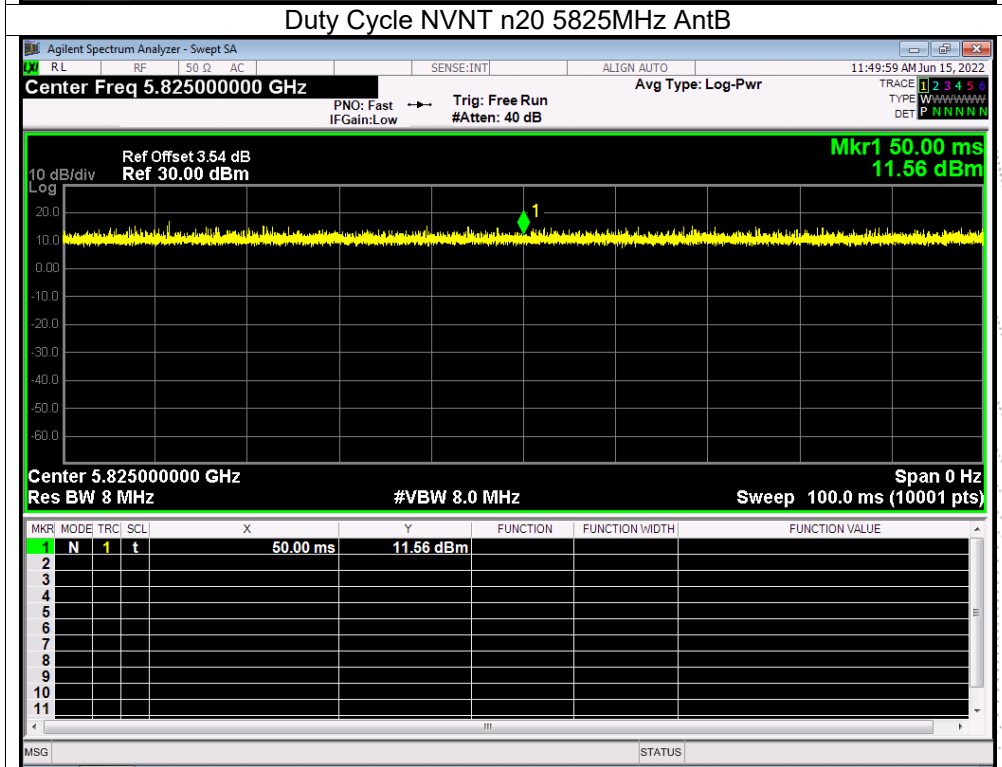 Duty Cycle NVNT n20 5825MHz AntB
Agilent Spectrum Analyzer - Swept SA
LXI RL RF 50 Ω AC SENSE:INT ALIGN AUTO 11:49:59 AM Jun 15, 2022
Center Freq 5.825000000 GHz
Avg Type: Log-Pwr
TRACE 1 2 3 4 5 6
TYPE WWWWWW
DET P N N N N N
PNO: Fast
IFGain:Low
Trig: Free Run
#Atten: 40 dB
Mkr1 50.00 ms
11.56 dBm
Ref Offset 3.54 dB
10 dB/div Ref 30.00 dBm
Log
20.0
10.0
0.00
-10.0
-20.0
-30.0
-40.0
-50.0
-60.0
1
Center 5.825000000 GHz Span 0 Hz
Res BW 8 MHz #VBW 8.0 MHz Sweep 100.0 ms (10001 pts)
MKR MODE TRC SCL X Y FUNCTION FUNCTION WIDTH FUNCTION VALUE
1 N 1 t 50.00 ms 11.56 dBm
2
3
4
5
6
7
8
9
10
11
MSG STATUS